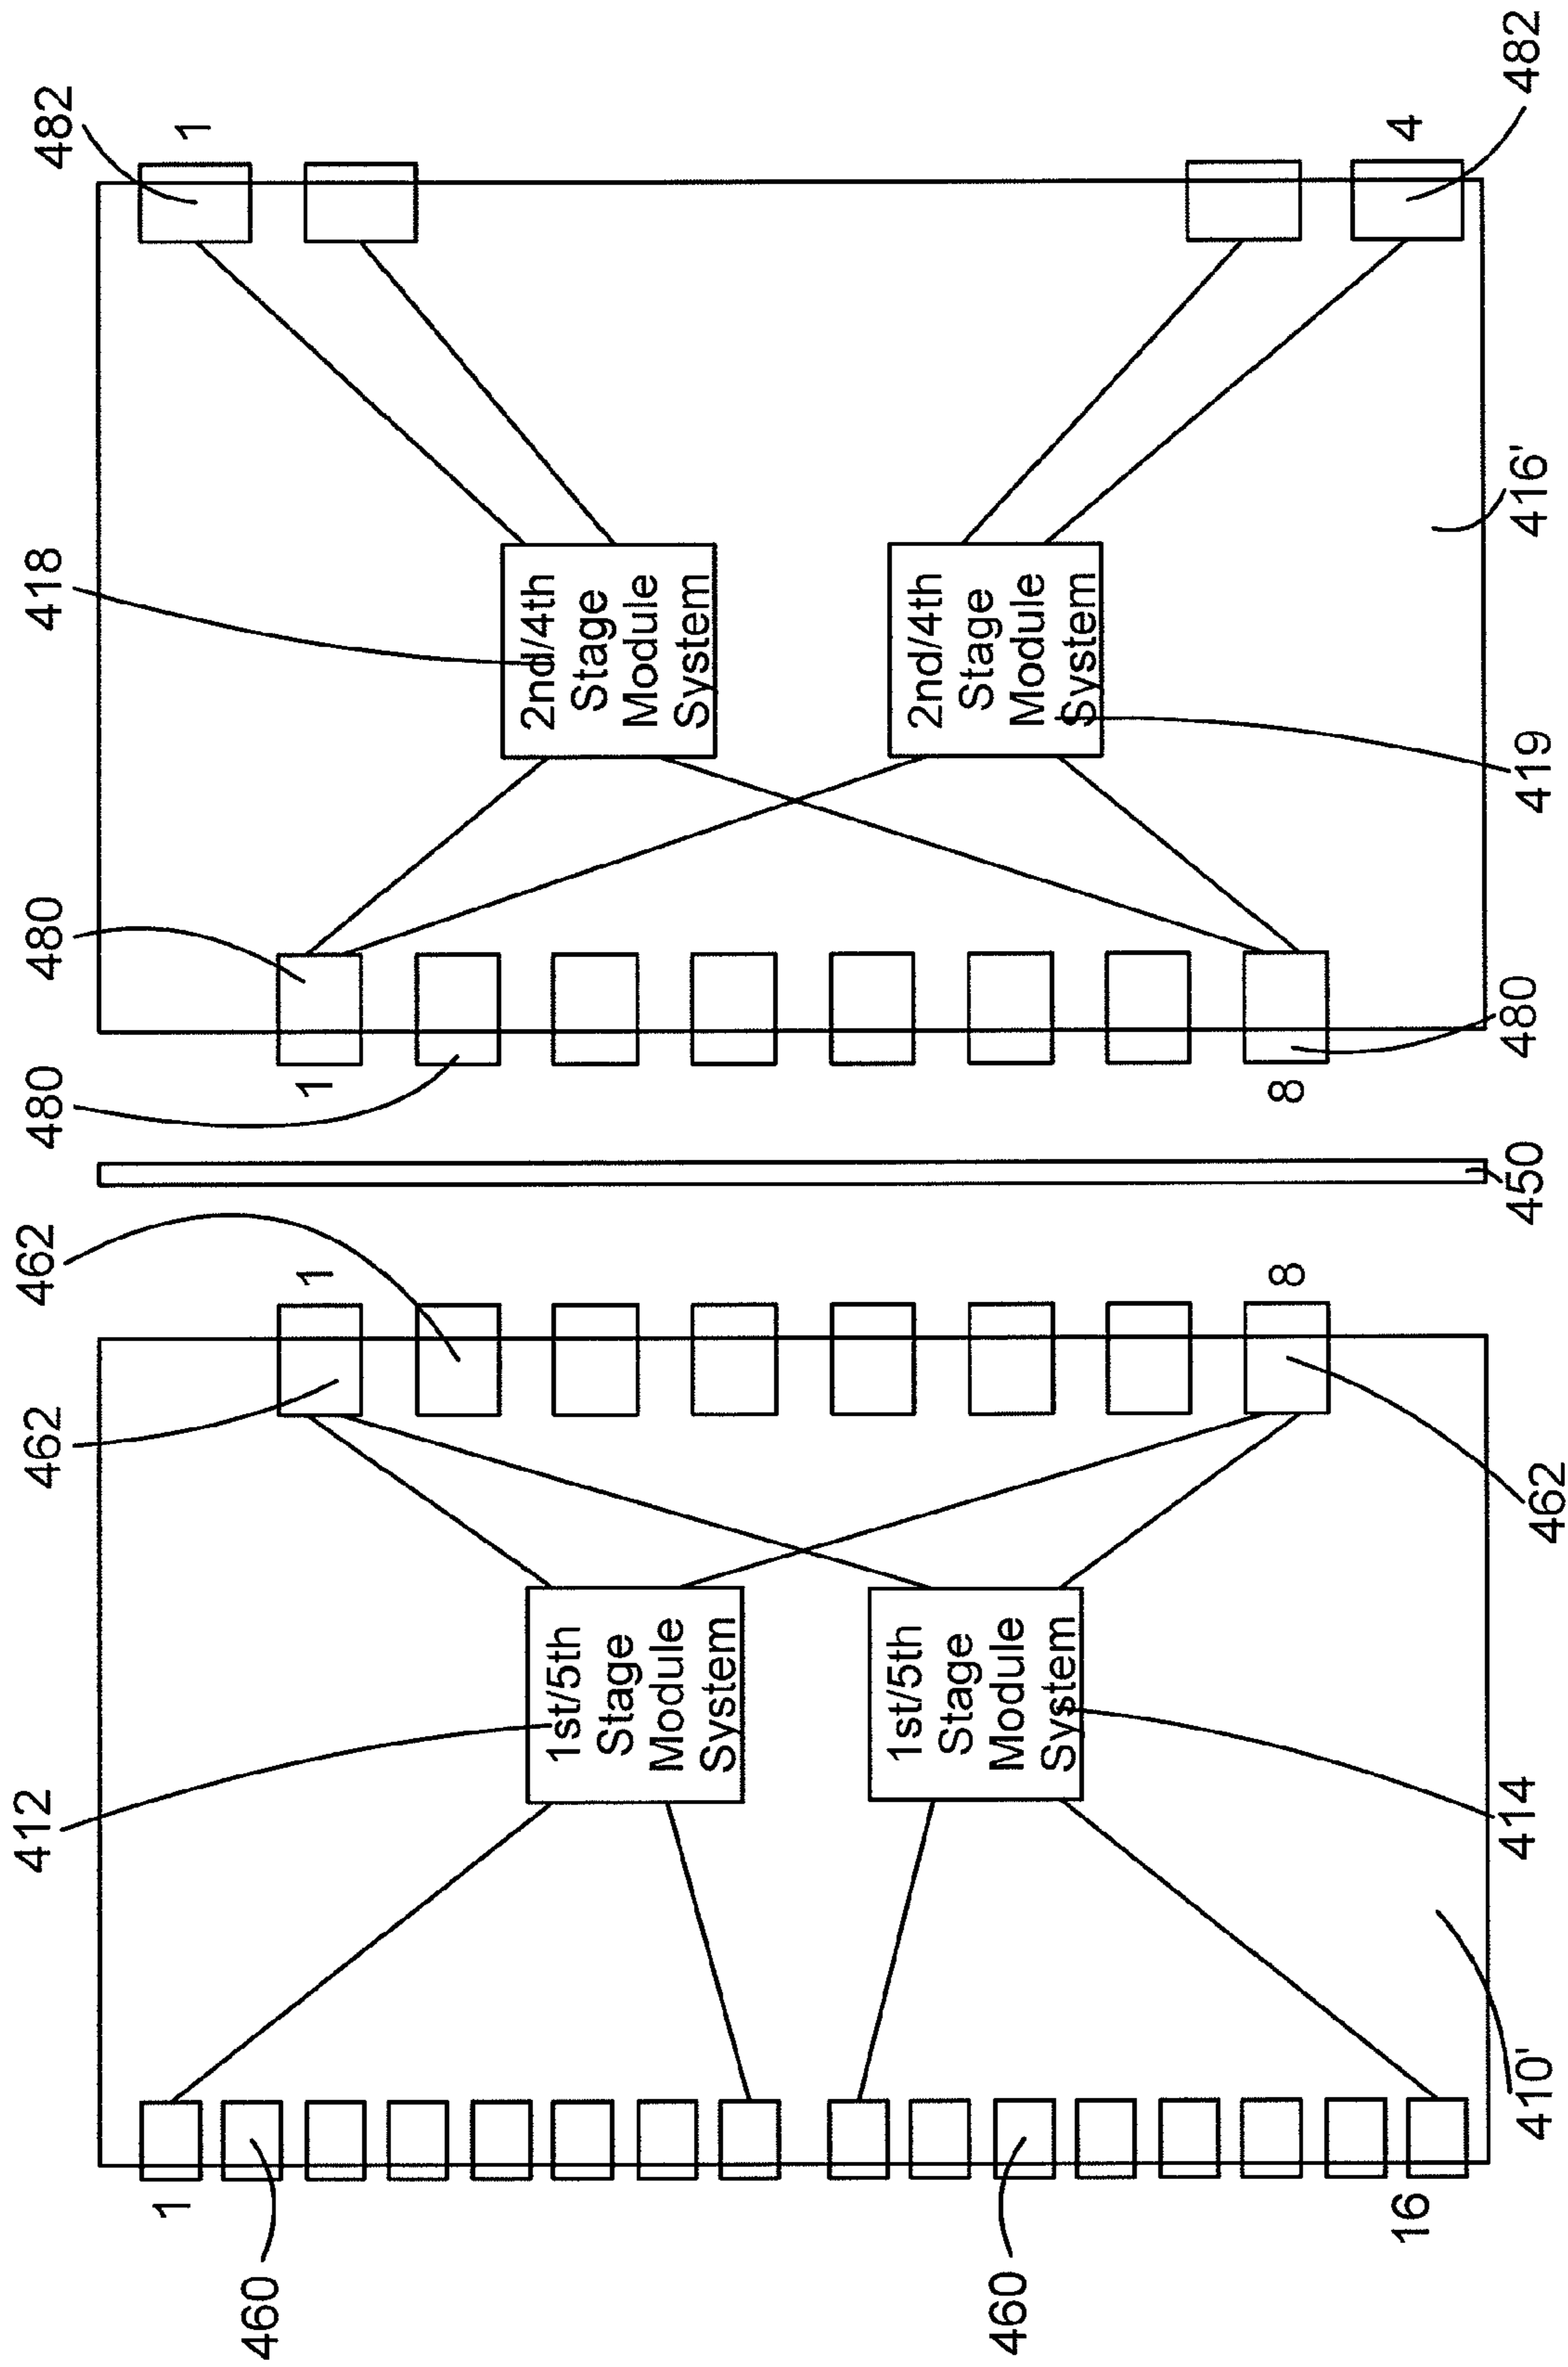 482
1
482
4
418
2nd/4th
Stage
Module
System
2nd/4th
Stage
Module
System
419
416'
480
480
1
8
480
450
462
462
1
8
462
412
1st/5th
Stage
Module
System
1st/5th
Stage
Module
System
414
410'
1
16
460
460